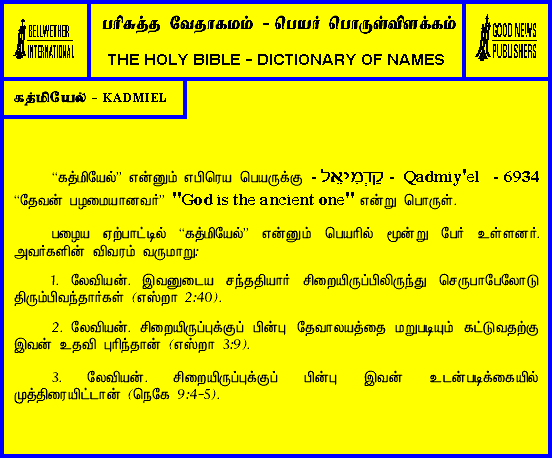 BELLWETHER
INTERNATIONAL
பரிசுத்த வேதாகமம் - பெயர் பொருள்விளக்கம்
THE HOLY BIBLE - DICTIONARY OF NAMES
GOOD NEWS
PUBLISHERS
கத்மியேல் - KADMIEL
“கத்மியேல்” என்னும் எபிரெய பெயருக்கு - קַדְמִיאֵל - Qadmiy'el - 6934
“தேவன் பழமையானவர்” "God is the ancient one" என்று பொருள்.
பழைய ஏற்பாட்டில் “கத்மியேல்” என்னும் பெயரில் மூன்று பேர் உள்ளனர்.
அவர்களின் விவரம் வருமாறு:
1. லேவியன். இவனுடைய சந்ததியார் சிறையிருப்பிலிருந்து செருபாபேலோடு
திரும்பிவந்தார்கள் (எஸ்றா 2:40).
2. லேவியன். சிறையிருப்புக்குப் பின்பு தேவாலயத்தை மறுபடியும் கட்டுவதற்கு
இவன் உதவி புரிந்தான் (எஸ்றா 3:9).
3. லேவியன். சிறையிருப்புக்குப் பின்பு இவன் உடன்படிக்கையில்
முத்திரையிட்டான் (நெகே 9:4-5).